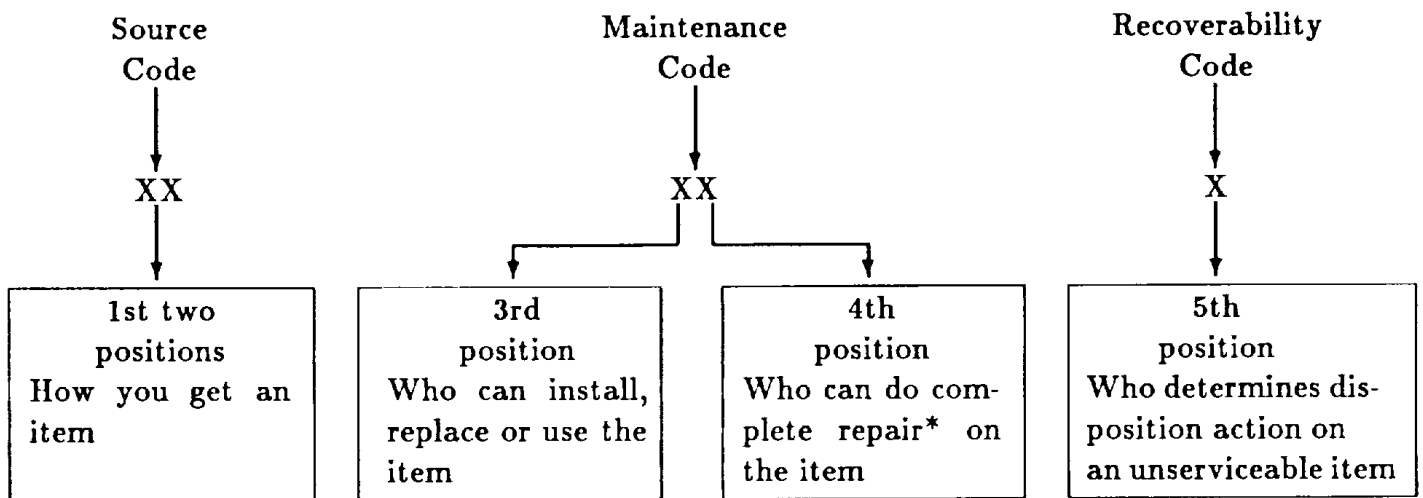 Source
Code
Maintenance
Code
Recoverability
Code
XX
XX
X
1st two
positions
How you get an
item
3rd
position
Who can install,
replace or use the
item
4th
position
Who can do com-
plete repair* on
the item
5th
position
Who determines dis-
position action on
an unserviceable item